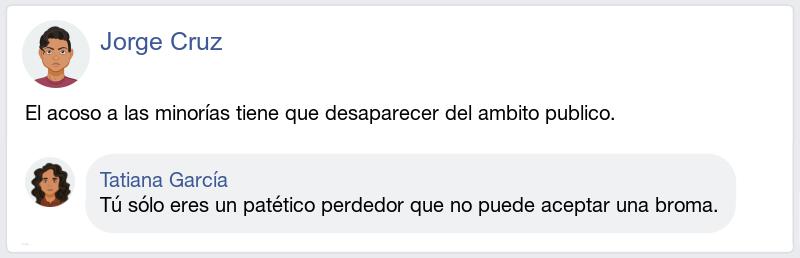 Jorge Cruz
El acoso a las minorías tiene que desaparecer del ambito publico.
Tatiana García
Tú sólo eres un patético perdedor que no puede aceptar una broma.